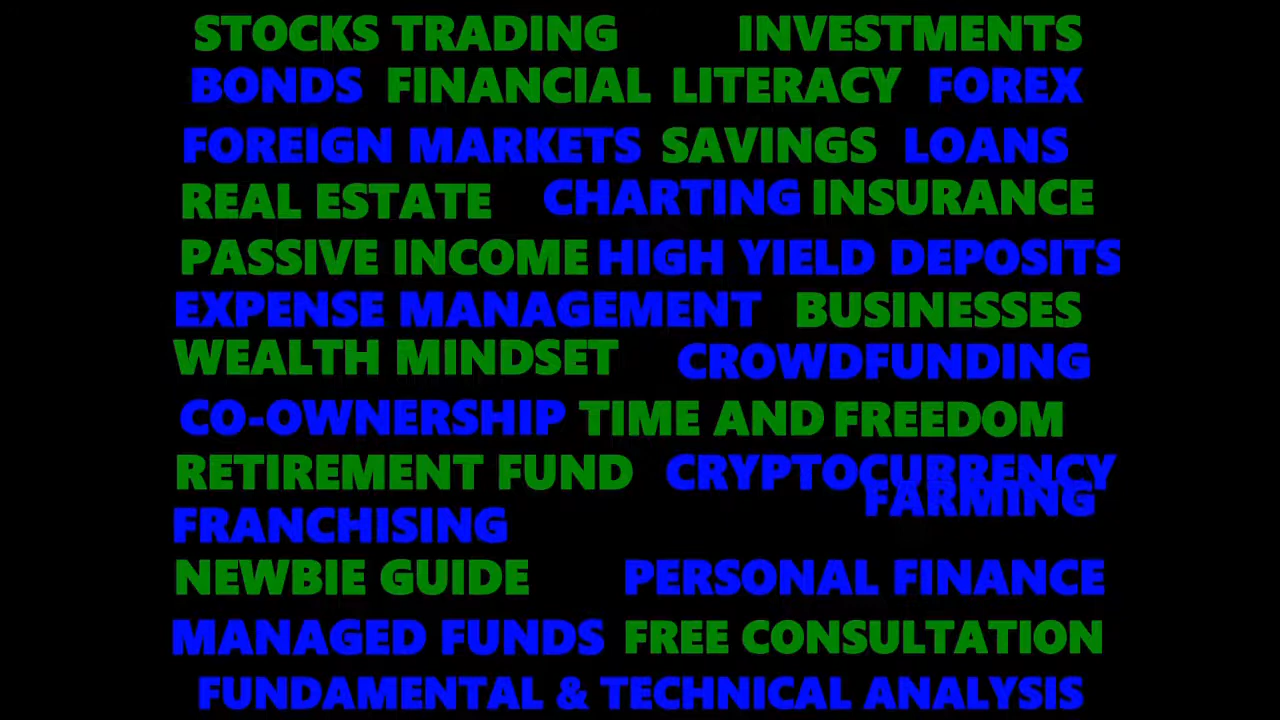 STOCKS TRADING INVESTMENTS
BONDS FINANCIAL LITERACY FOREX
FOREIGN MARKETS SAVINGS LOANS
REAL ESTATE CHARTING INSURANCE
PASSIVE INCOME HIGH YIELD DEPOSITS
EXPENSE MANAGEMENT BUSINESSES
WEALTH MINDSET CROWDFUNDING
CO-OWNERSHIP TIME AND FREEDOM
RETIREMENT FUND CRYPTOCURRENCY
FARMING
FRANCHISING
NEWBIE GUIDE PERSONAL FINANCE
MANAGED FUNDS FREE CONSULTATION
FUNDAMENTAL & TECHNICAL ANALYSIS